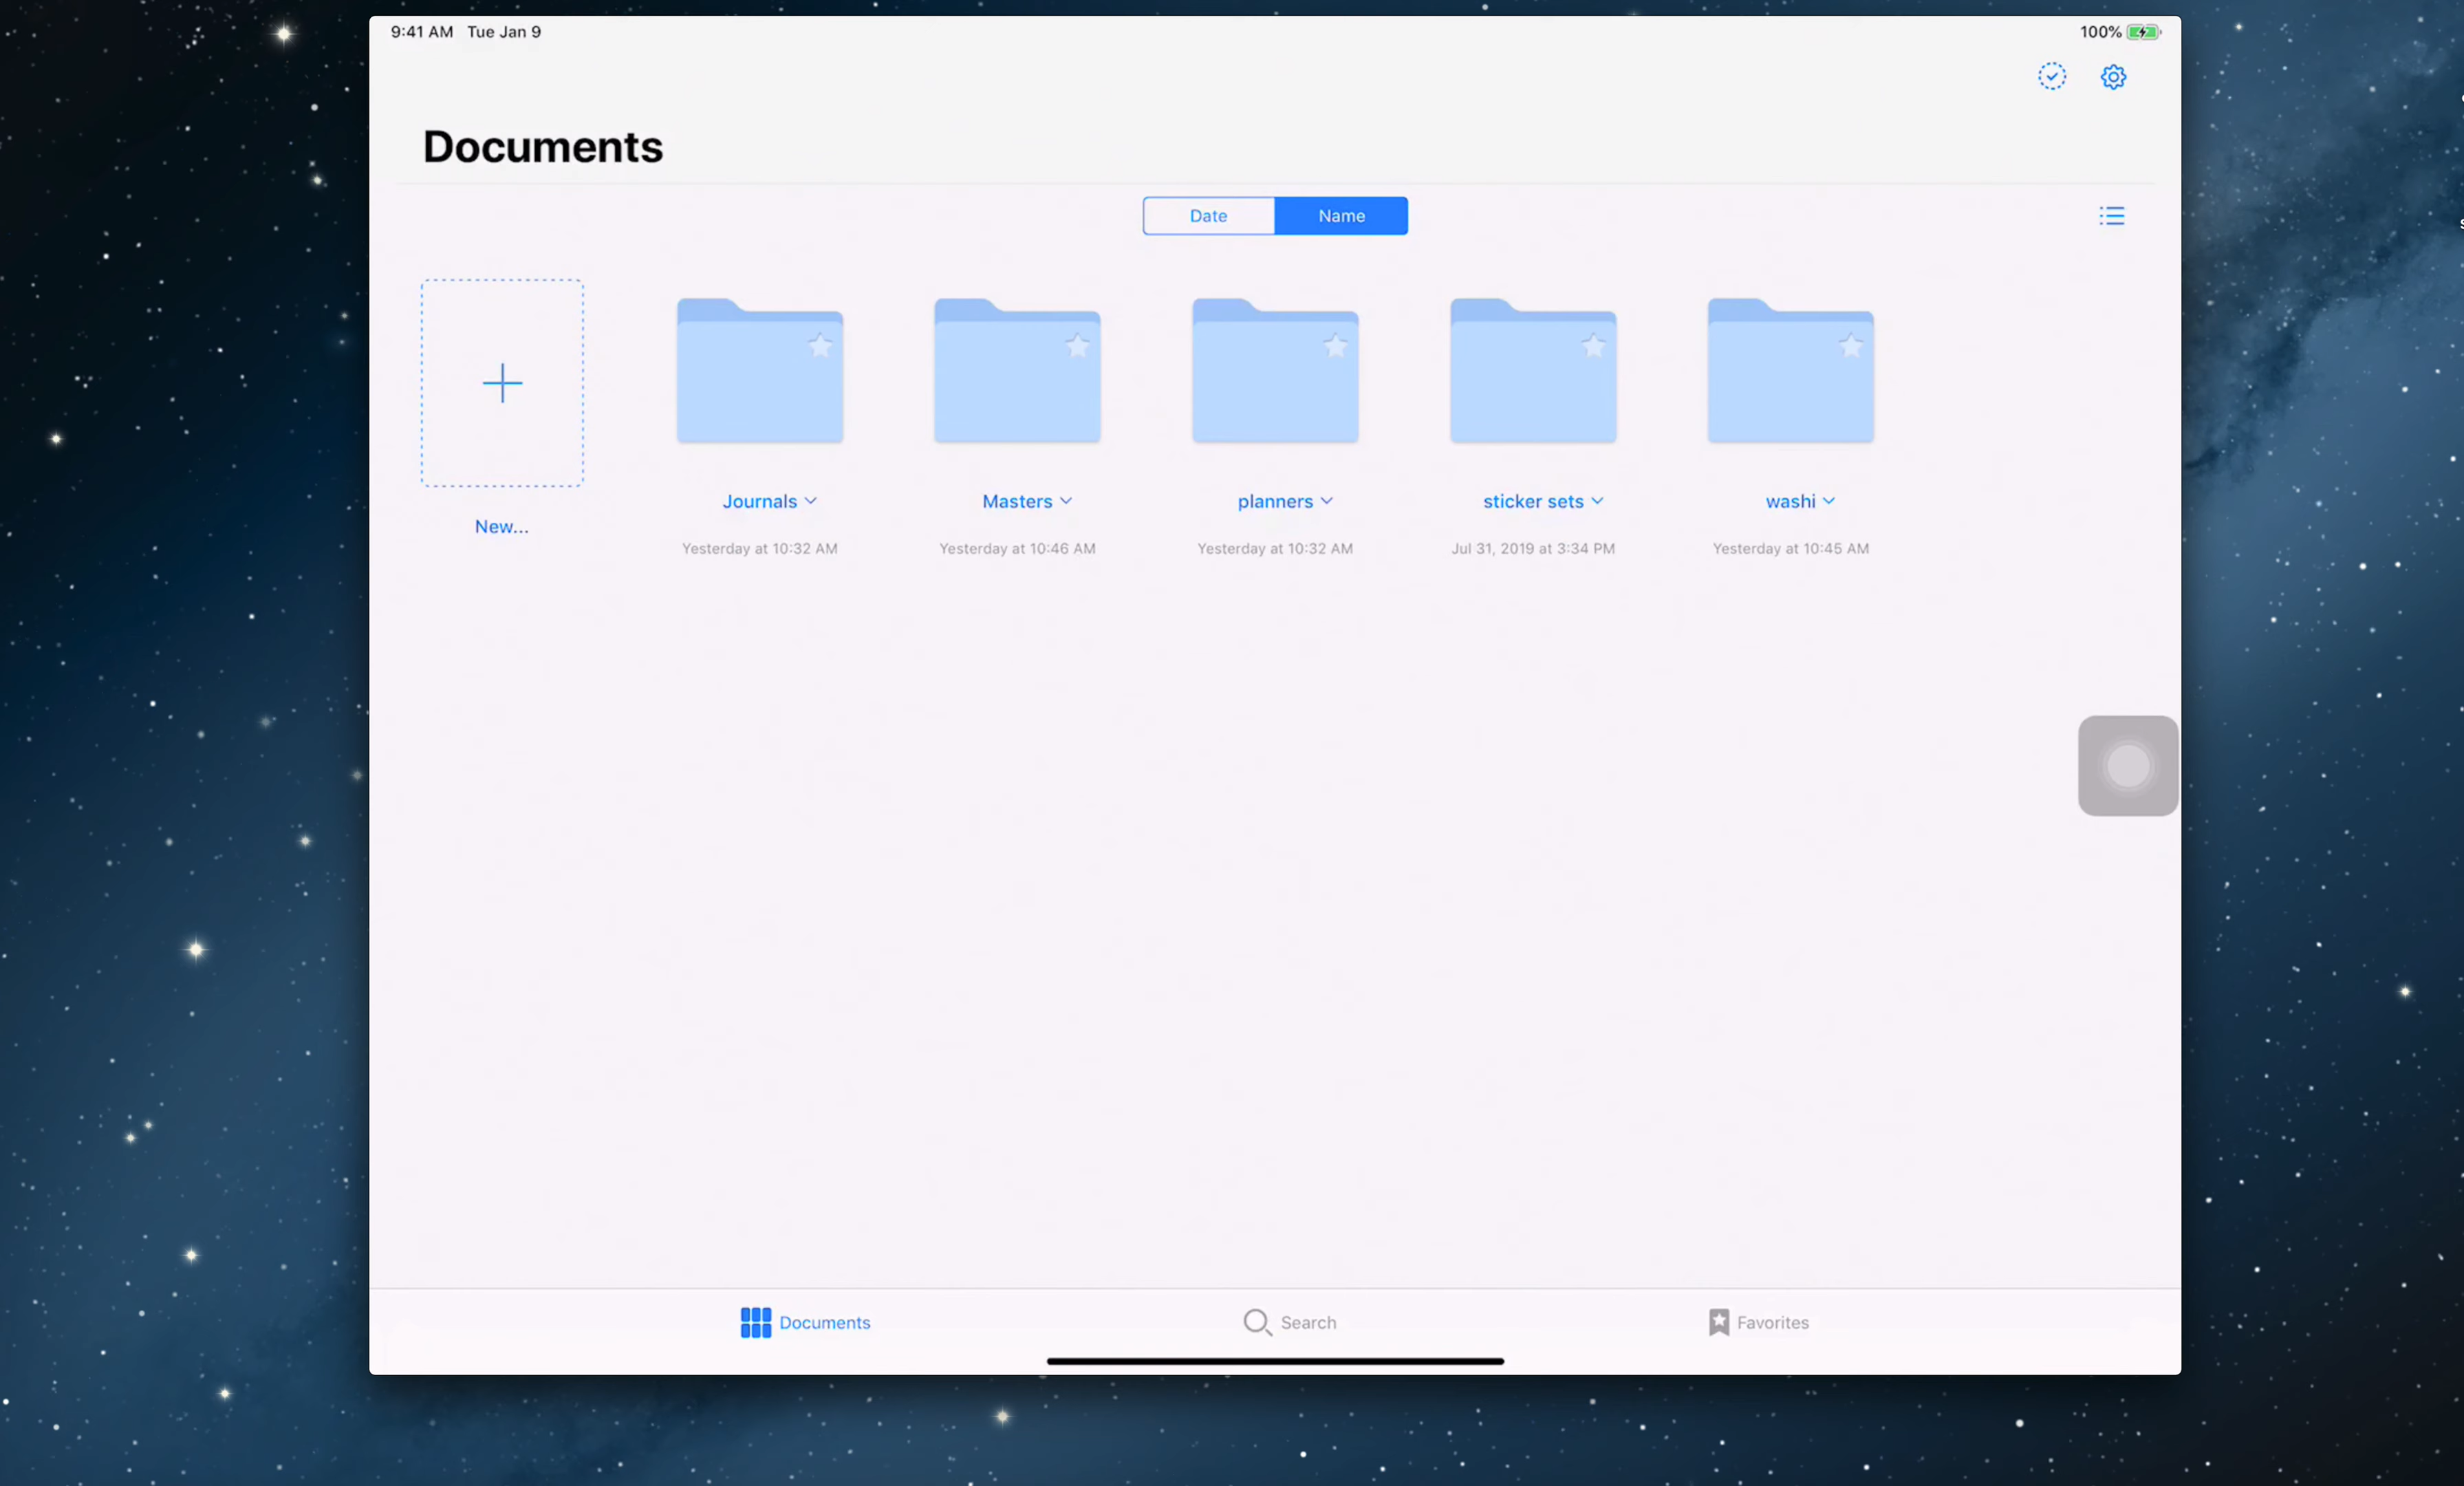 9:41 AM Tue Jan 9
100%
Documents
Date
Name
New...
Journals
Yesterday at 10:32 AM
Masters
Yesterday at 10:46 AM
planners
Yesterday at 10:32 AM
sticker sets
Jul 31, 2019 at 3:34 PM
washi
Yesterday at 10:45 AM
Documents
Search
Favorites